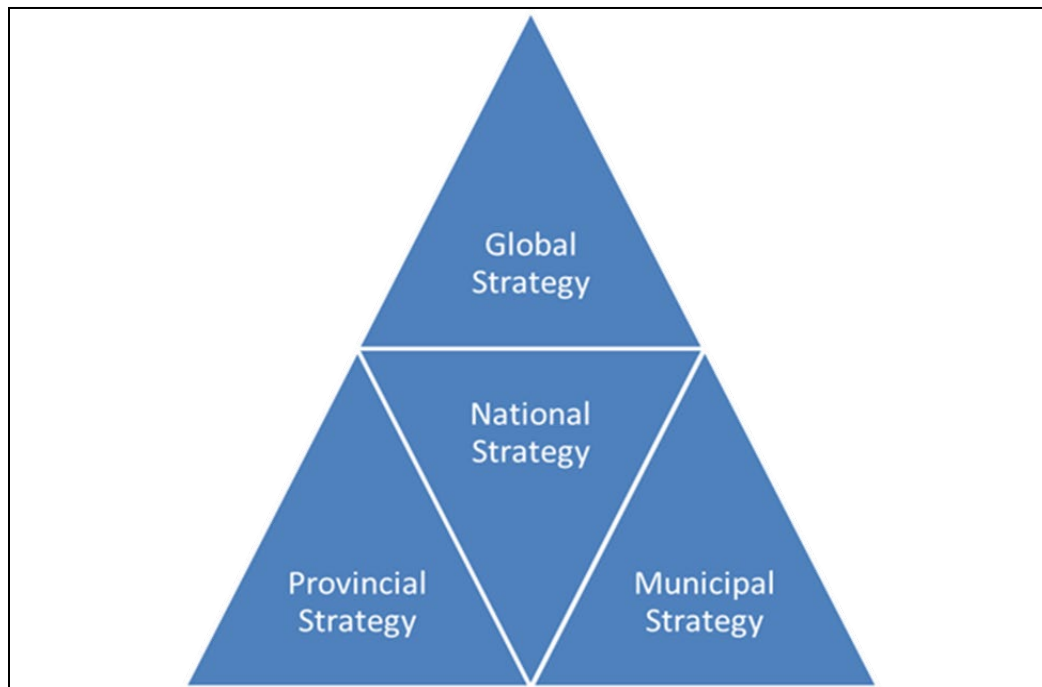 Global
Strategy
National
Strategy
Provincial
Strategy
Municipal
Strategy